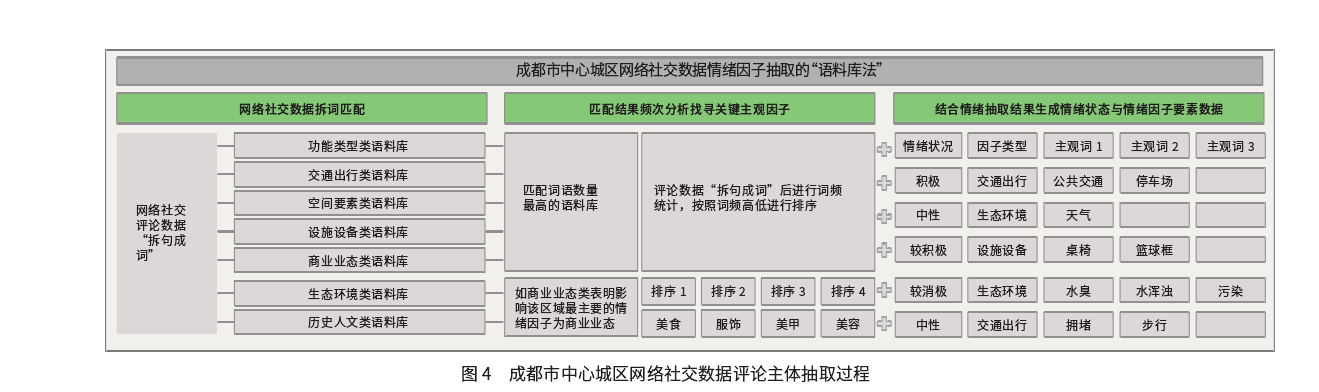 成都市中心城区网络社交数据情绪因子抽取的“语料库法”
网络社交数据拆词匹配
匹配结果频次分析找寻关键主观因子
结合情绪抽取结果生成情绪状态与情绪因子要素数据
网络社交
评论数据
“拆句成
词”
功能类型类语料库
交通出行类语料库
空间要素类语料库
设施设备类语料库
商业业态类语料库
生态环境类语料库
历史人文类语料库
匹配词语数量
最高的语料库
评论数据“拆句成词”后进行词频
统计，按照词频高低进行排序
如商业业态类表明影
响该区域最主要的情
绪因子为商业业态
排序 1 排序 2 排序 3 排序 4
美食 服饰 美甲 美容
情绪状况 因子类型 主观词 1 主观词 2 主观词 3
积极 交通出行 公共交通 停车场
中性 生态环境 天气
较积极 设施设备 桌椅 篮球框
较消极 生态环境 水臭 水浑浊 污染
中性 交通出行 拥堵 步行
图 4 成都市中心城区网络社交数据评论主体抽取过程